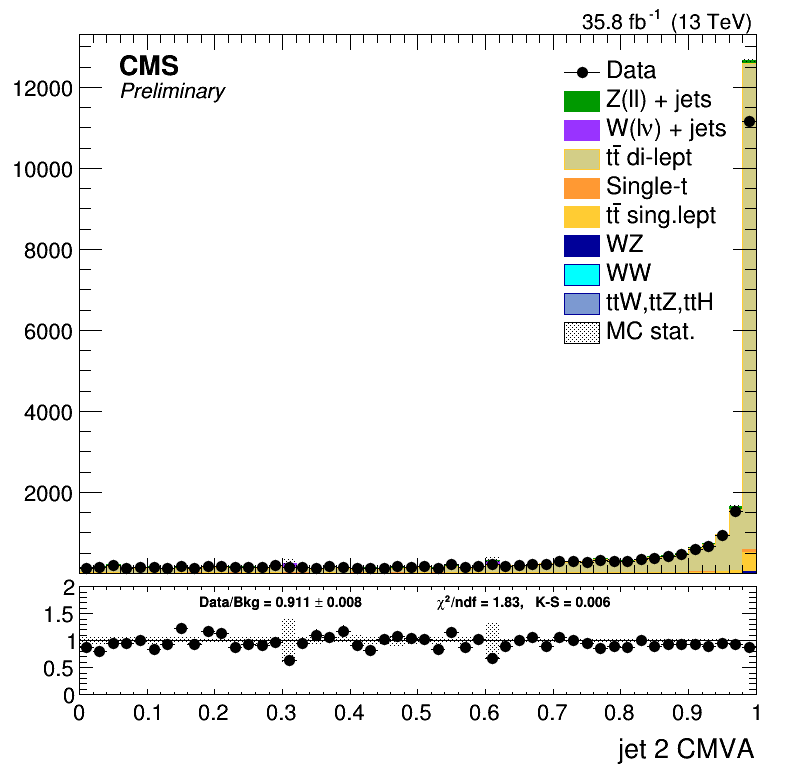 35.8 fb⁻¹ (13 TeV)
CMS
Preliminary
Data
Z(ll) + jets
W(lν) + jets
tt̄ di-lept
Single-t
tt̄ sing.lept
WZ
WW
ttW,ttZ,ttH
MC stat.
12000
10000
8000
6000
4000
2000
Data/Bkg = 0.911 ± 0.008
χ²/ndf = 1.83, K-S = 0.006
2
1.5
1
0.5
0
0 0.1 0.2 0.3 0.4 0.5 0.6 0.7 0.8 0.9 1
jet 2 CMVA